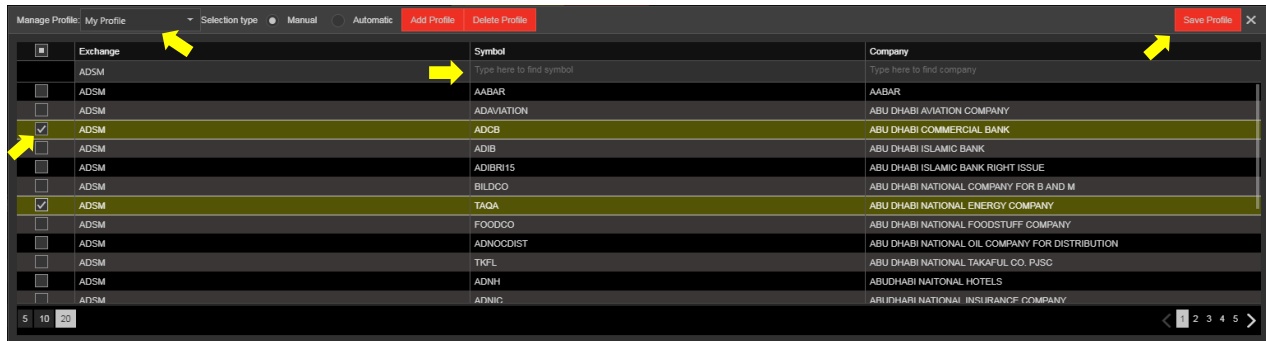 Manage Profile: My Profile Selection type Manual Automatic Add Profile Delete Profile Save Profile
Exchange Symbol Company
ADSM Type here to find symbol Type here to find company
ADSM AABAR AABAR
ADSM ADAVIATION ABU DHABI AVIATION COMPANY
ADSM ADCB ABU DHABI COMMERCIAL BANK
ADSM ADIB ABU DHABI ISLAMIC BANK
ADSM ADIBRI15 ABU DHABI ISLAMIC BANK RIGHT ISSUE
ADSM BILDCO ABU DHABI NATIONAL COMPANY FOR B AND M
ADSM TAQA ABU DHABI NATIONAL ENERGY COMPANY
ADSM FOODCO ABU DHABI NATIONAL FOODSTUFF COMPANY
ADSM ADNOCDIST ABU DHABI NATIONAL OIL COMPANY FOR DISTRIBUTION
ADSM TKFL ABU DHABI NATIONAL TAKAFUL CO. PJSC
ADSM ADNH ABUDHABI NAITONAL HOTELS
ADSM ADNIC ABUDHABI NATIONAL INSURANCE COMPANY
5 10 20 1 2 3 4 5